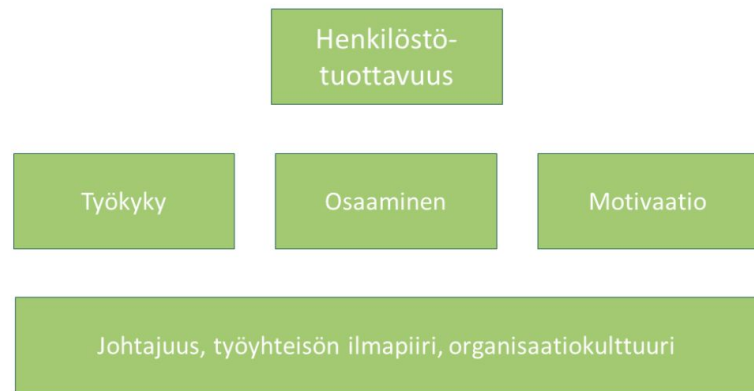 Henkilöstö-
tuottavuus
Työkyky
Osaaminen
Motivaatio
Johtajuus, työyhteisön ilmapiiri, organisaatiokulttuuri